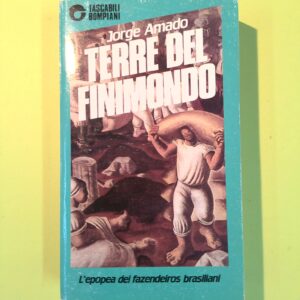 TASCABILI
BOMPIANI
Jorge Amado
TERRE DEL
FINIMONDO
L'epopea dei fazendeiros brasiliani